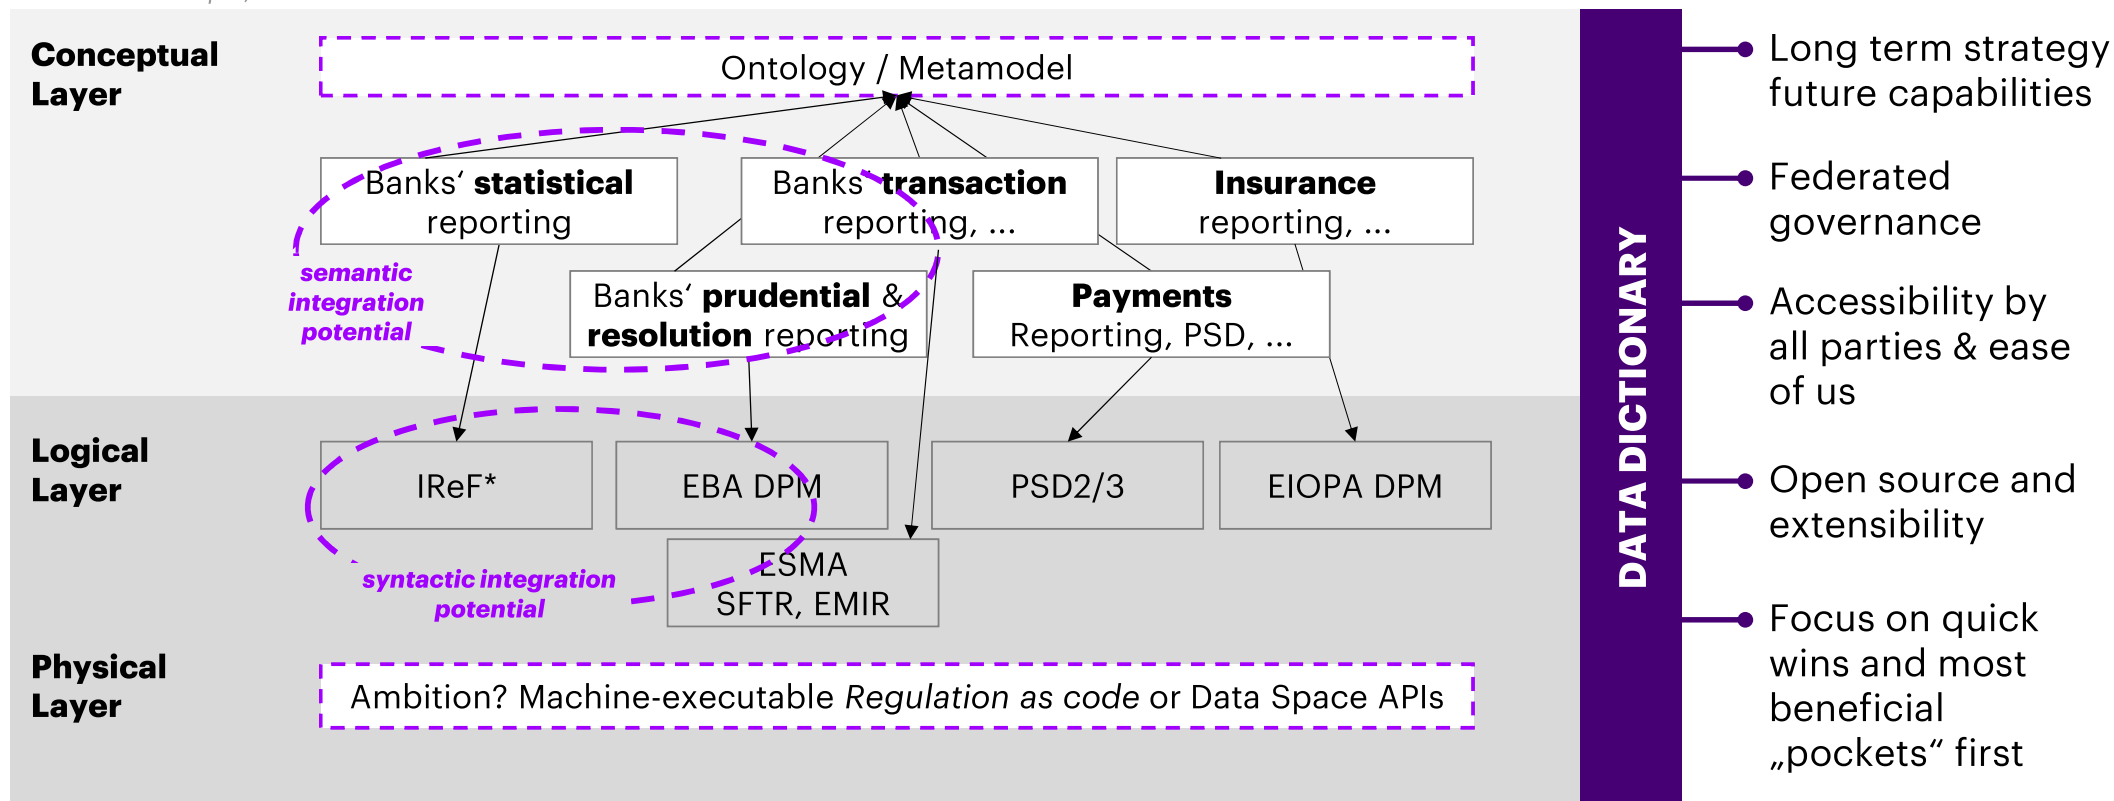 Conceptual
Layer
Ontology / Metamodel
Banks‘ statistical
reporting
Banks‘ transaction
reporting, ...
Insurance
reporting, ...
semantic
integration
potential
Banks‘ prudential &
resolution reporting
Payments
Reporting, PSD, ...
Logical
Layer
IReF*
EBA DPM
PSD2/3
EIOPA DPM
ESMA
SFTR, EMIR
syntactic integration
potential
Physical
Layer
Ambition? Machine-executable Regulation as code or Data Space APIs
DATA DICTIONARY
Long term strategy
future capabilities
Federated
governance
Accessibility by
all parties & ease
of us
Open source and
extensibility
Focus on quick
wins and most
beneficial
„pockets“ first